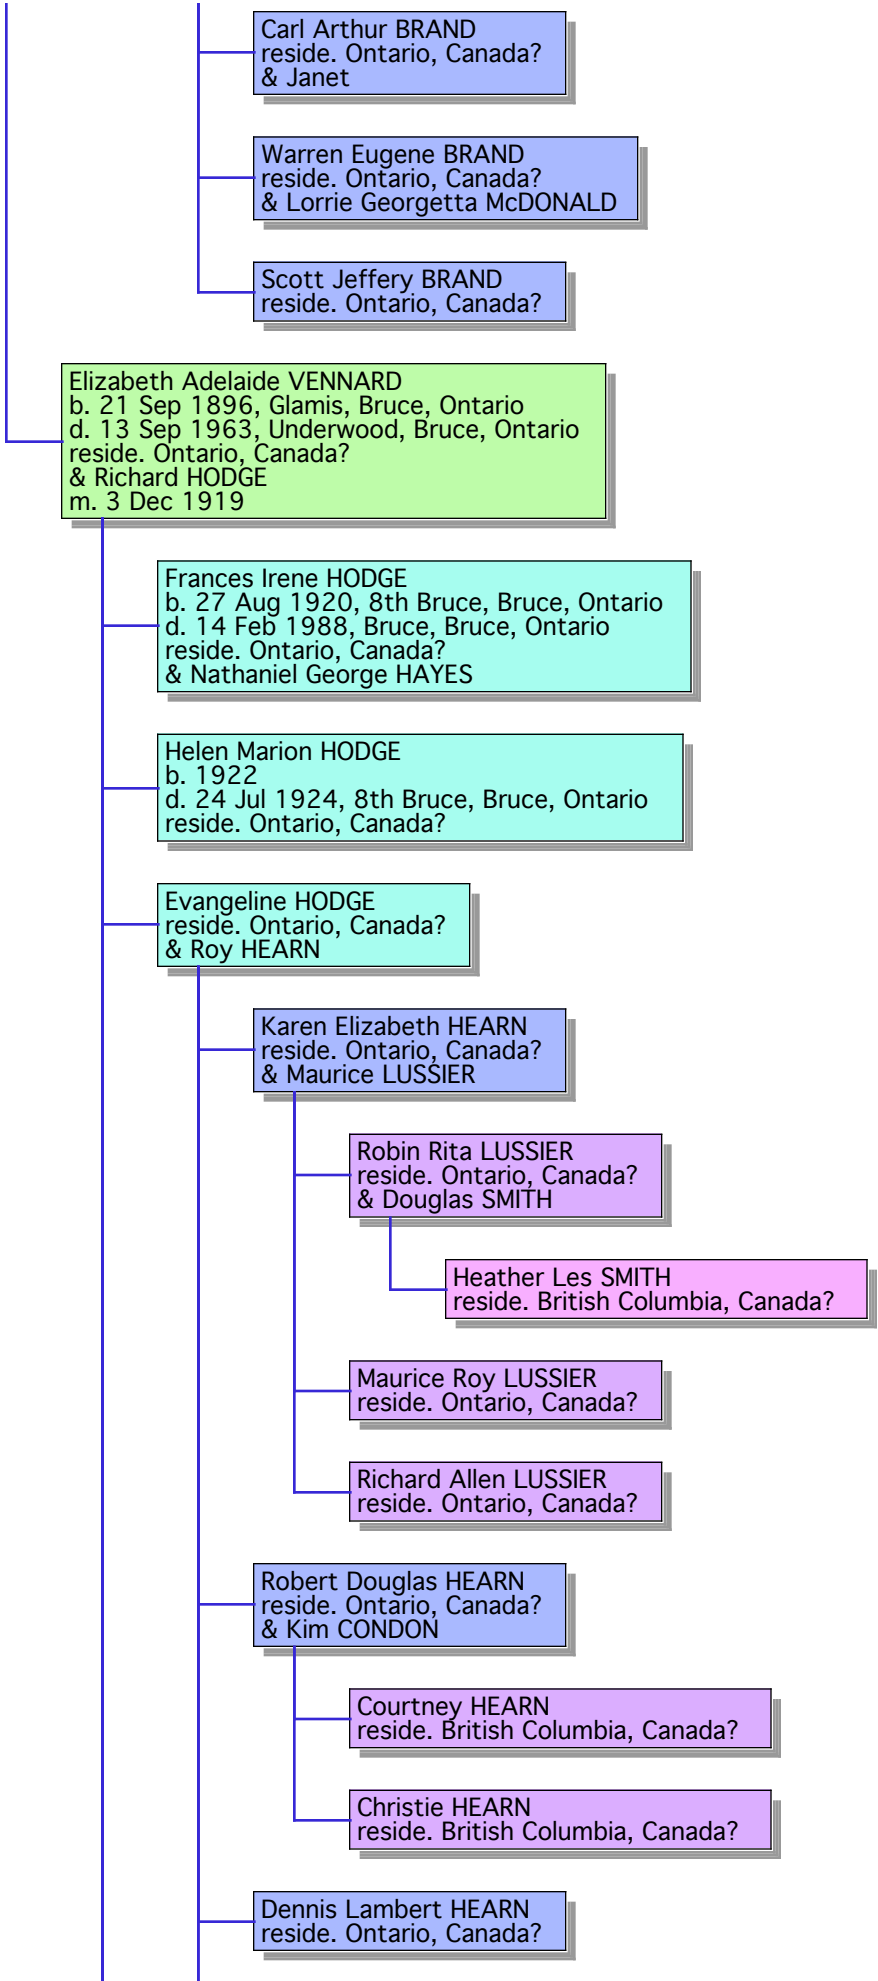 Carl Arthur BRAND
reside. Ontario, Canada?
& Janet
Warren Eugene BRAND
reside. Ontario, Canada?
& Lorrie Georgetta McDONALD
Scott Jeffery BRAND
reside. Ontario, Canada?
Elizabeth Adelaide VENNARD
b. 21 Sep 1896, Glamis, Bruce, Ontario
d. 13 Sep 1963, Underwood, Bruce, Ontario
reside. Ontario, Canada?
& Richard HODGE
m. 3 Dec 1919
Frances Irene HODGE
b. 27 Aug 1920, 8th Bruce, Bruce, Ontario
d. 14 Feb 1988, Bruce, Bruce, Ontario
reside. Ontario, Canada?
& Nathaniel George HAYES
Helen Marion HODGE
b. 1922
d. 24 Jul 1924, 8th Bruce, Bruce, Ontario
reside. Ontario, Canada?
Evangeline HODGE
reside. Ontario, Canada?
& Roy HEARN
Karen Elizabeth HEARN
reside. Ontario, Canada?
& Maurice LUSSIER
Robin Rita LUSSIER
reside. Ontario, Canada?
& Douglas SMITH
Heather Les SMITH
reside. British Columbia, Canada?
Maurice Roy LUSSIER
reside. Ontario, Canada?
Richard Allen LUSSIER
reside. Ontario, Canada?
Robert Douglas HEARN
reside. Ontario, Canada?
& Kim CONDON
Courtney HEARN
reside. British Columbia, Canada?
Christie HEARN
reside. British Columbia, Canada?
Dennis Lambert HEARN
reside. Ontario, Canada?